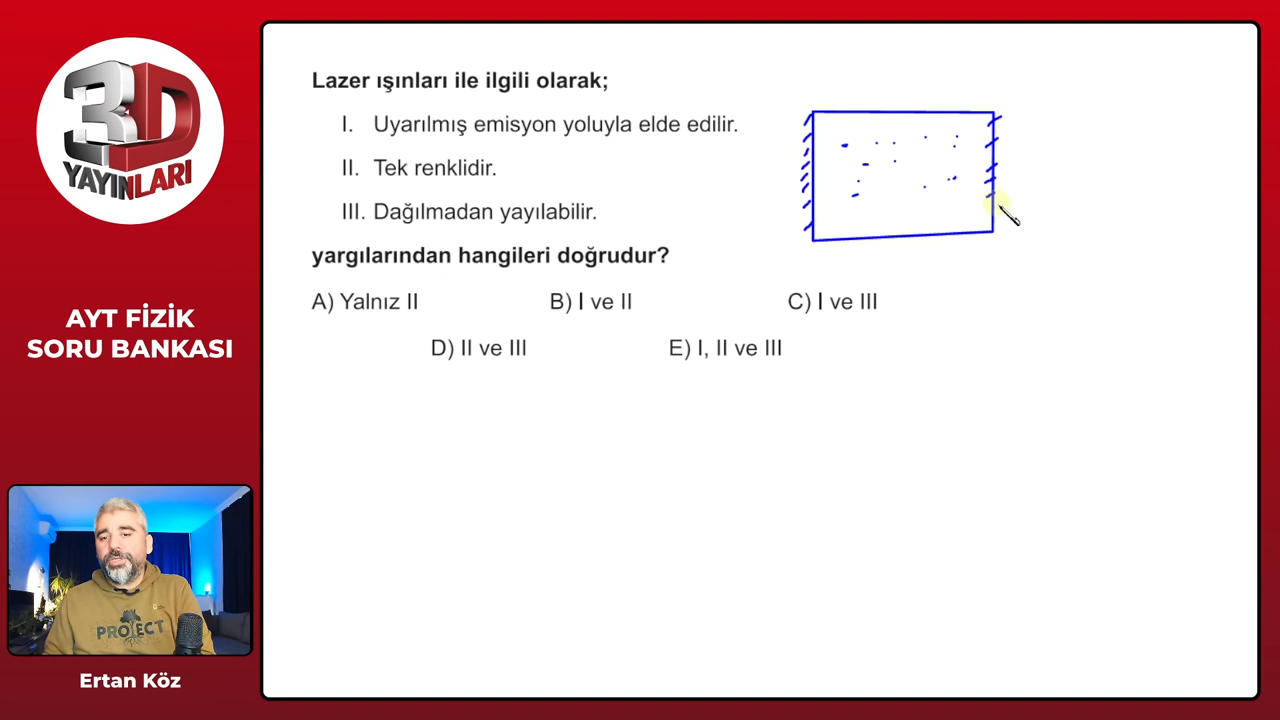 3D
YAYINLARI
AYT FİZİK
SORU BANKASI
Lazer ışınları ile ilgili olarak;
I. Uyarılmış emisyon yoluyla elde edilir.
II. Tek renklidir.
III. Dağılmadan yayılabilir.
yargılarından hangileri doğrudur?
A) Yalnız II B) I ve II C) I ve III
D) II ve III E) I, II ve III
PROJECT
Ertan Köz